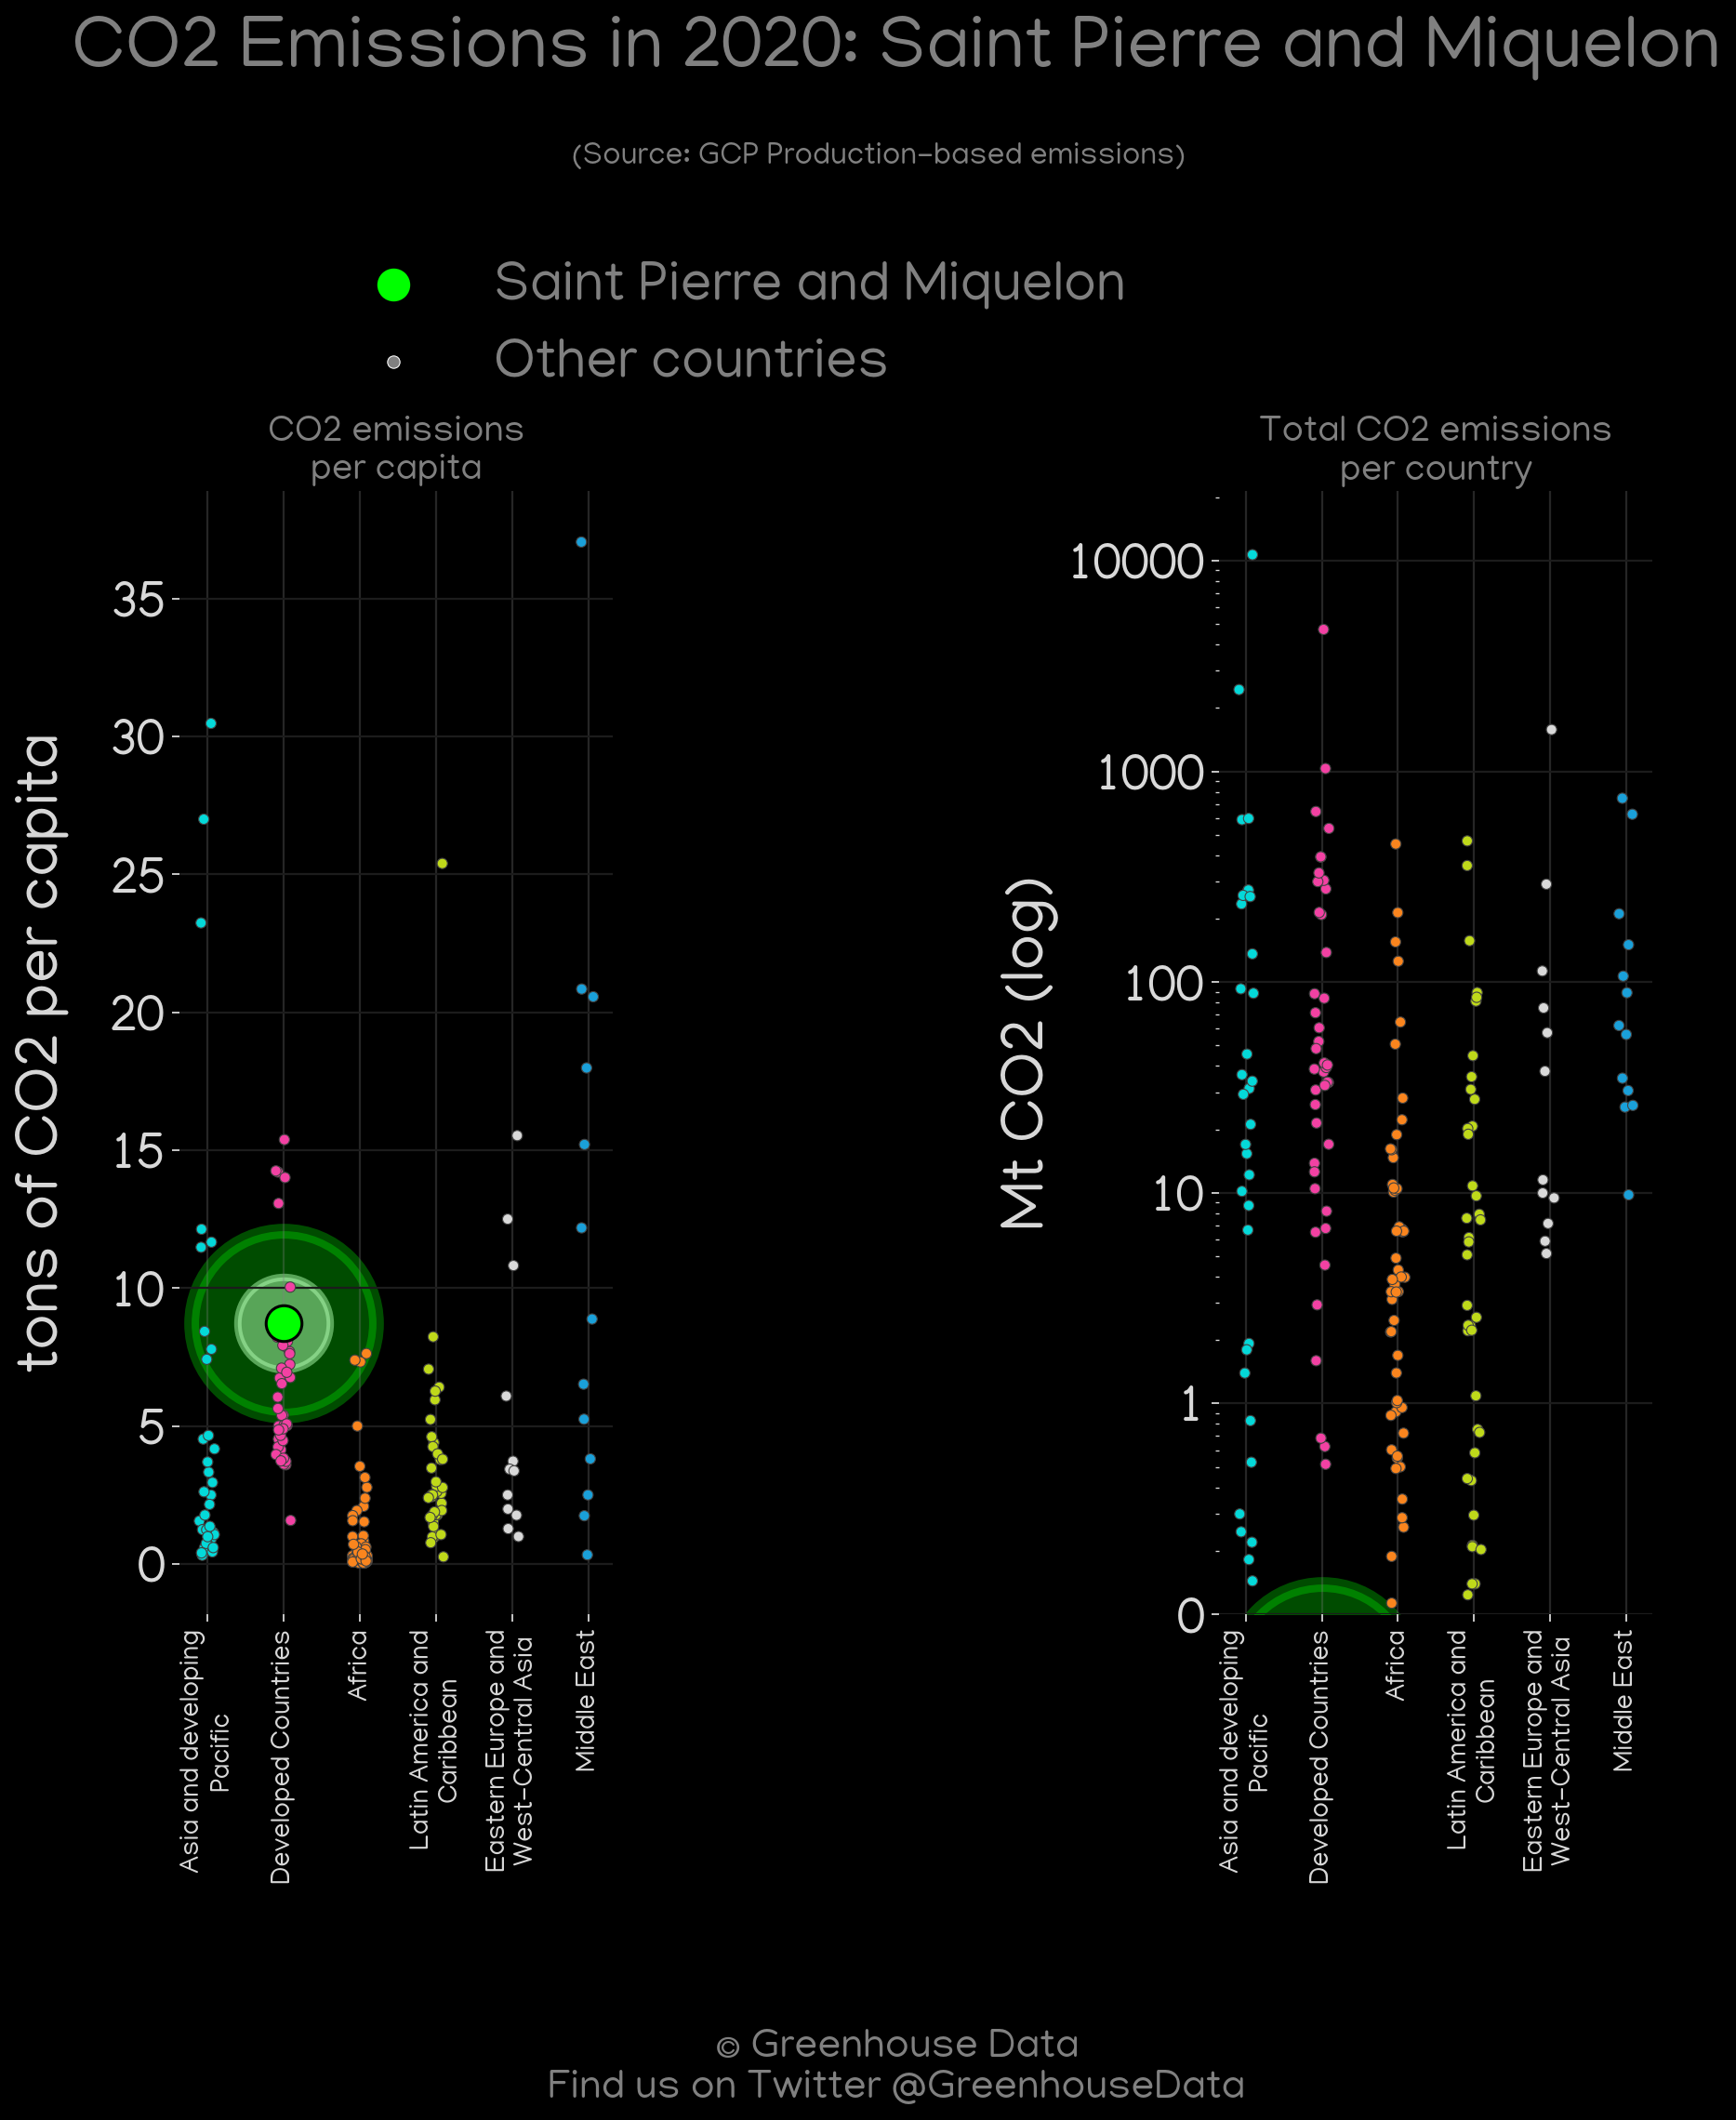 CO2 Emissions in 2020: Saint Pierre and Miquelon
(Source: GCP Production-based emissions)
Saint Pierre and Miquelon
Other countries
CO2 emissions
per capita
tons of CO2 per capita
35
30
25
20
15
10
5
0
Asia and developing
Pacific
Developed Countries
Africa
Latin America and
Caribbean
Eastern Europe and
West-Central Asia
Middle East
Total CO2 emissions
per country
Mt CO2 (log)
10000
1000
100
10
1
0
Asia and developing
Pacific
Developed Countries
Africa
Latin America and
Caribbean
Eastern Europe and
West-Central Asia
Middle East
© Greenhouse Data
Find us on Twitter @GreenhouseData